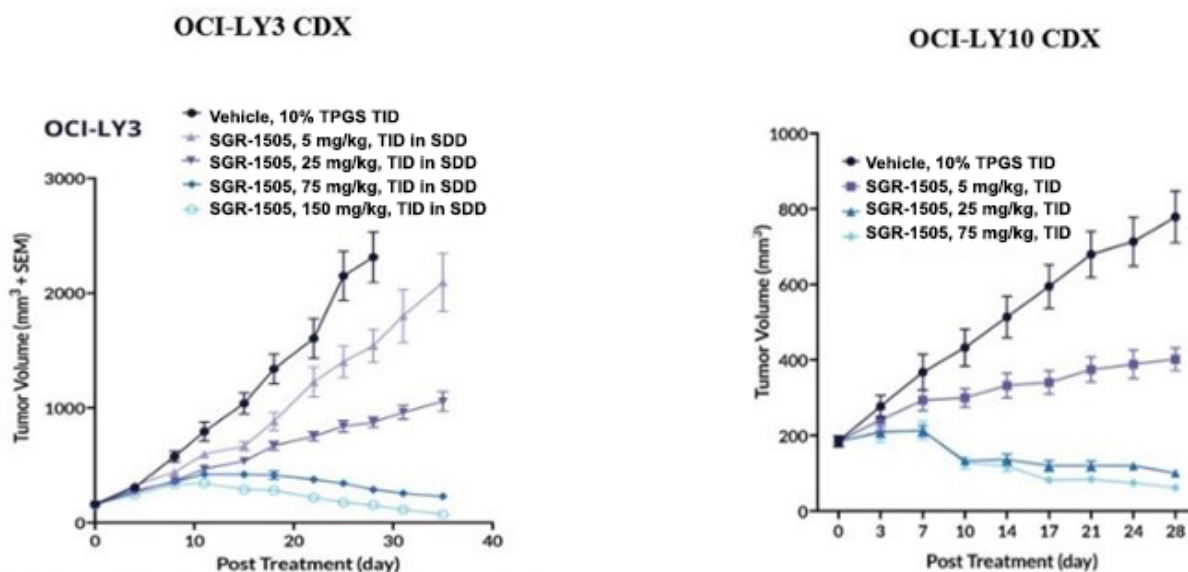 OCI-LY3 CDX
OCI-LY3
Vehicle, 10% TPGS TID
SGR-1505, 5 mg/kg, TID in SDD
SGR-1505, 25 mg/kg, TID in SDD
SGR-1505, 75 mg/kg, TID in SDD
SGR-1505, 150 mg/kg, TID in SDD
Tumor Volume (mm³ + SEM)
3000
2000
1000
0
0 10 20 30 40
Post Treatment (day)
OCI-LY10 CDX
Vehicle, 10% TPGS TID
SGR-1505, 5 mg/kg, TID
SGR-1505, 25 mg/kg, TID
SGR-1505, 75 mg/kg, TID
Tumor Volume (mm³)
1000
800
600
400
200
0
0 3 7 10 14 17 21 24 28
Post Treatment (day)